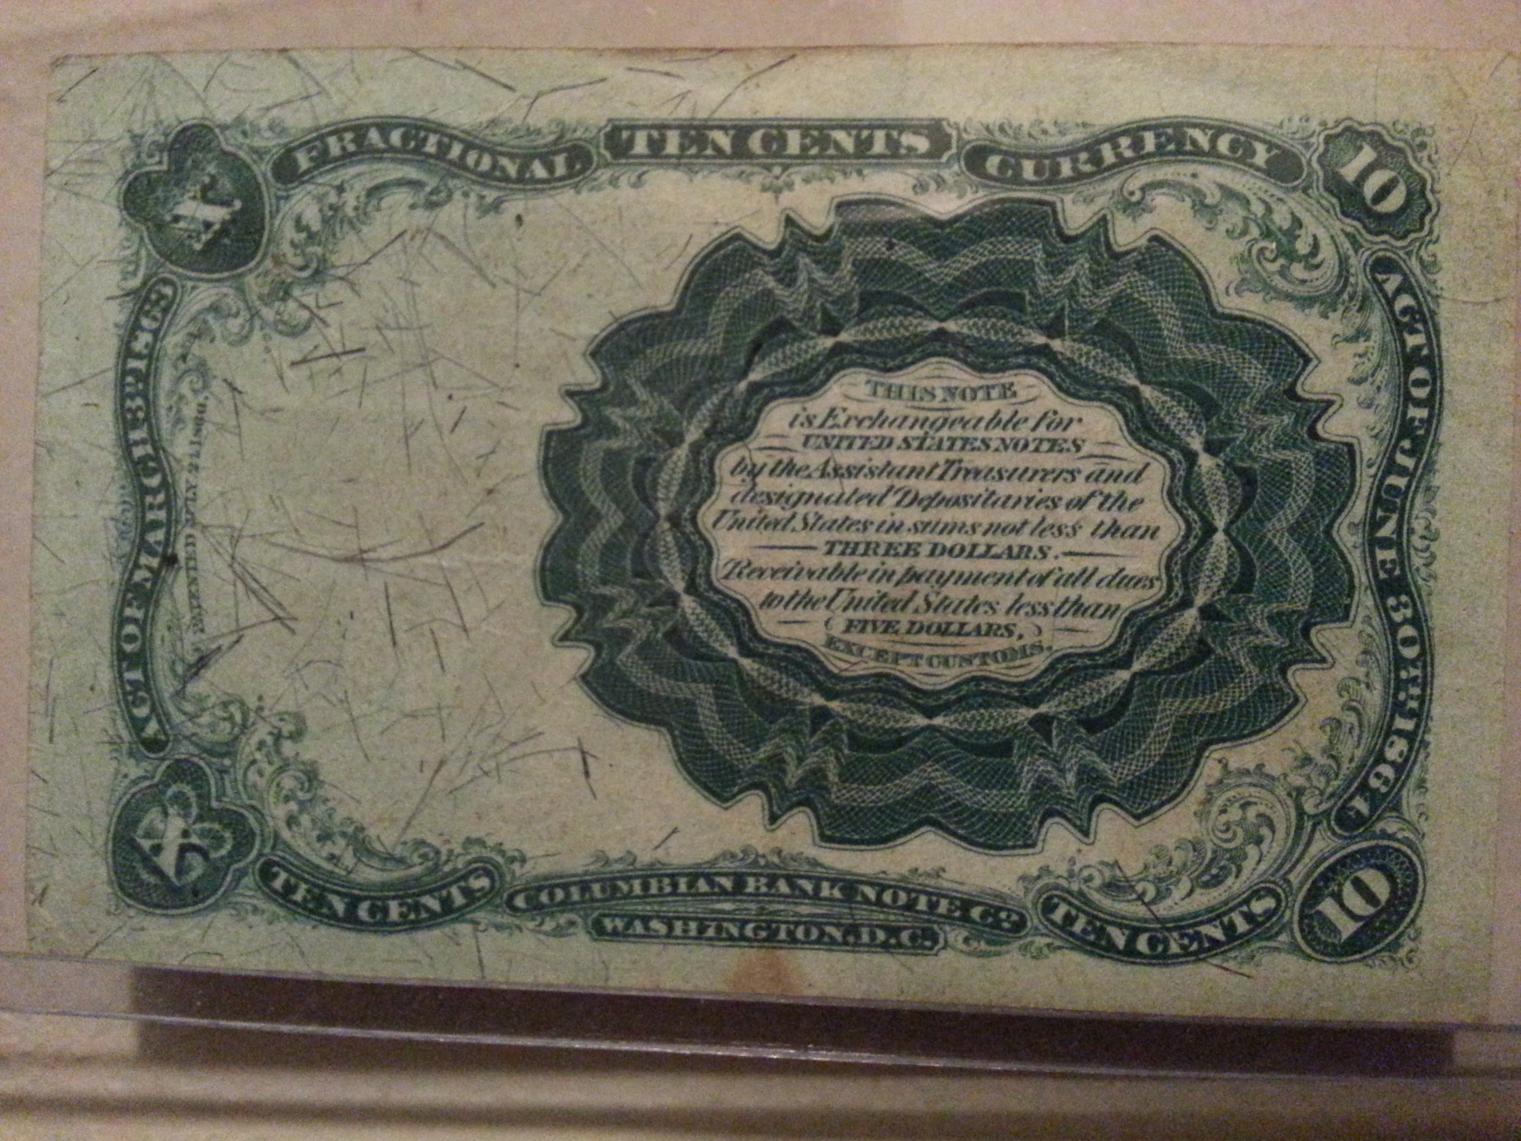 FRACTIONAL TEN CENTS CURRENCY
X
10
ACT OF MARCH 3RD 1863
ACT OF JUNE 30TH 1864
THIS NOTE
is Exchangeable for
UNITED STATES NOTES
by the Assistant Treasurers and
designated Depositaries of the
United States in sums not less than
THREE DOLLARS.
Receivable in payment of all dues
to the United States less than
FIVE DOLLARS,
EXCEPT CUSTOMS.
X
10
TEN CENTS
COLUMBIAN BANK NOTE CO
WASHINGTON, D.C.
TEN CENTS